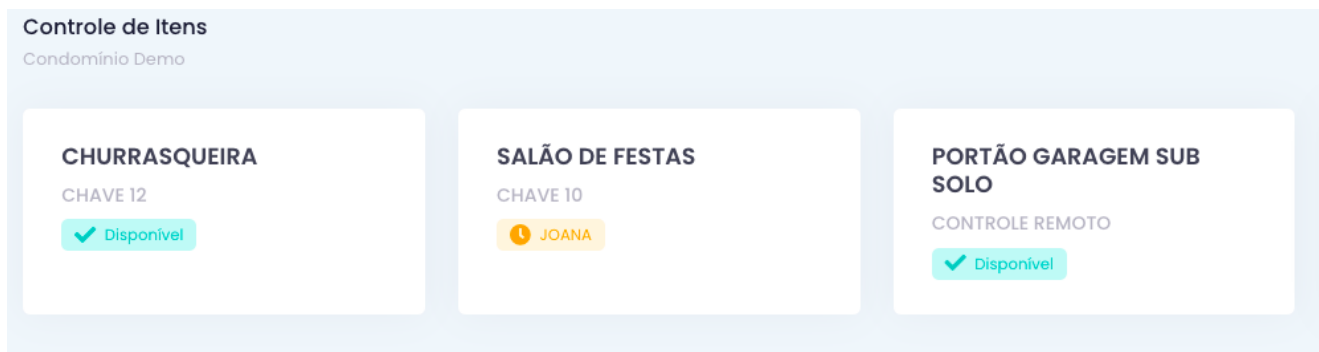 Controle de Itens
Condomínio Demo
CHURRASQUEIRA
CHAVE 12
Disponível
SALÃO DE FESTAS
CHAVE 10
JOANA
PORTÃO GARAGEM SUB
SOLO
CONTROLE REMOTO
Disponível